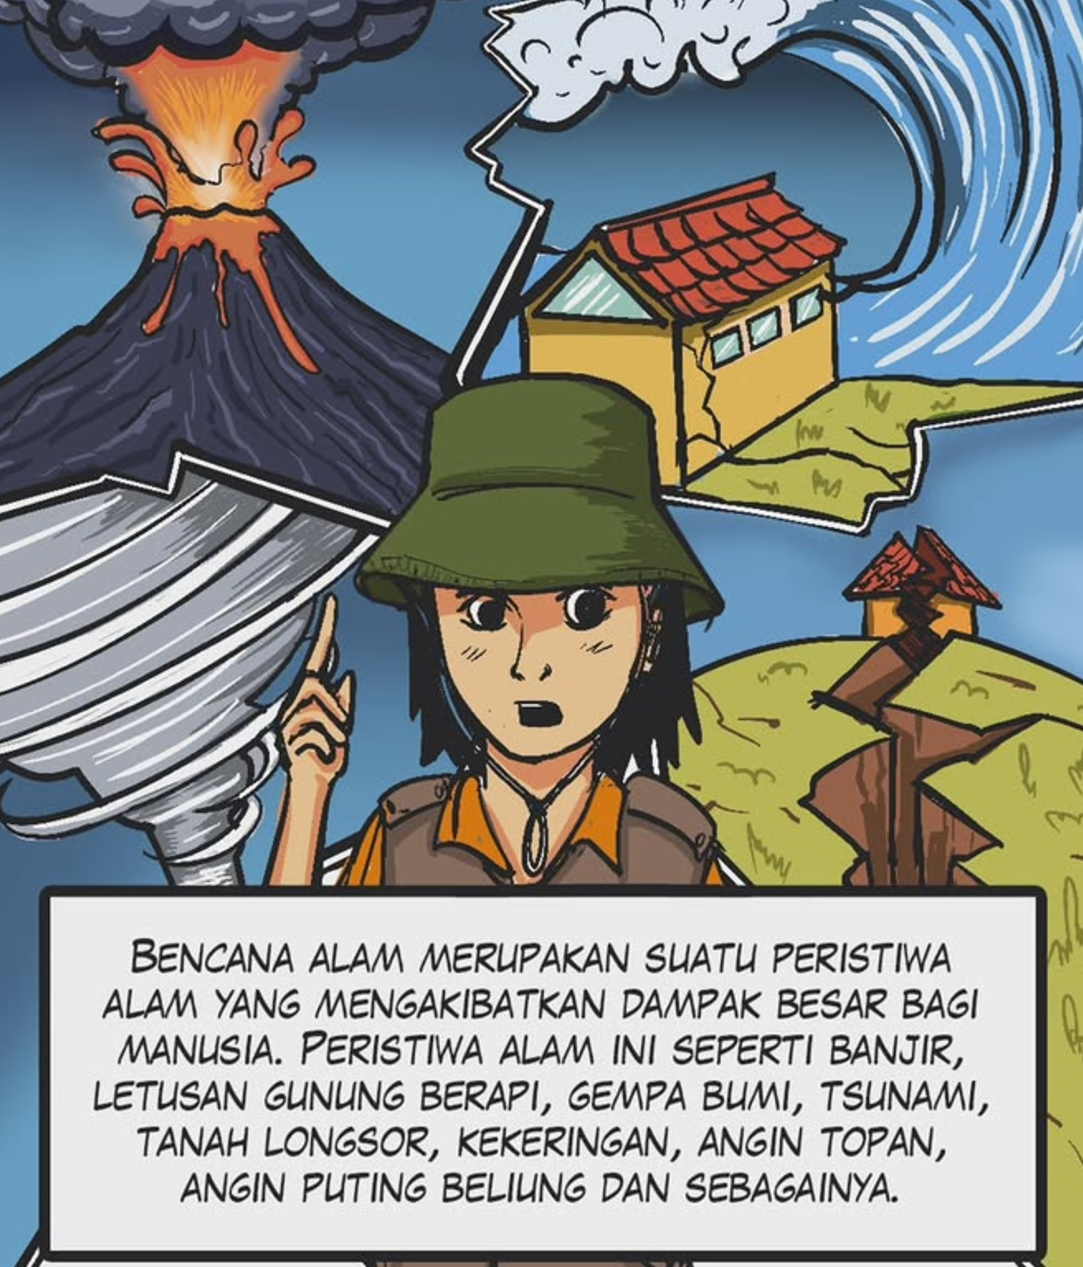 BENCANA ALAM MERUPAKAN SUATU PERISTIWA
ALAM YANG MENGAKIBATKAN DAMPAK BESAR BAGI
MANUSIA. PERISTIWA ALAM INI SEPERTI BANJIR,
LETUSAN GUNUNG BERAPI, GEMPA BUMI, TSUNAMI,
TANAH LONGSOR, KEKERINGAN, ANGIN TOPAN,
ANGIN PUTING BELIUNG DAN SEBAGAINYA.